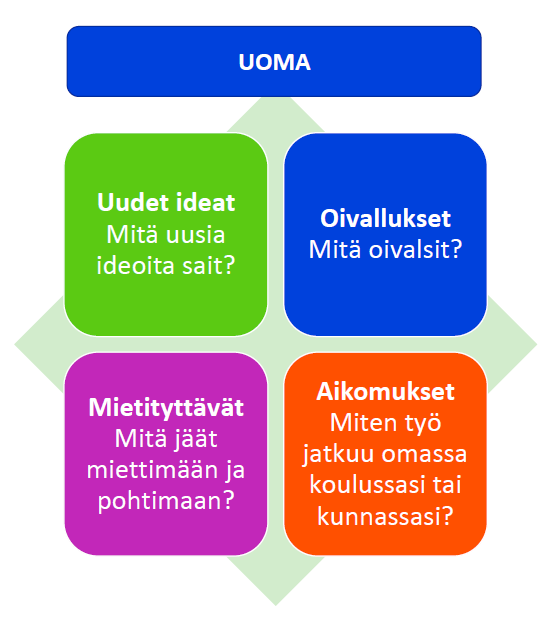 UOMA
Uudet ideat
Mitä uusia
ideoita sait?
Oivallukset
Mitä oivalsit?
Mietityttävät
Mitä jäät
miettimään ja
pohtimaan?
Aikomukset
Miten työ
jatkuu omassa
koulussasi tai
kunnassasi?